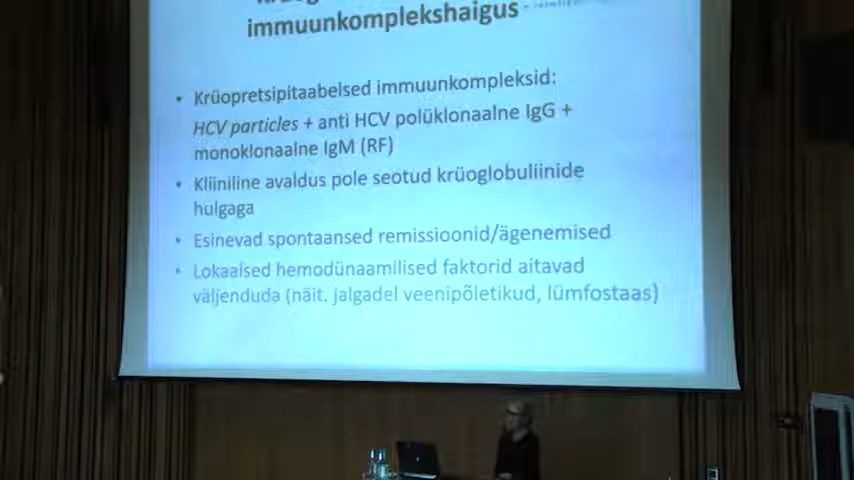 immuunkomplekshaigus
• Krüopretsipitaabelsed immuunkompleksid:
HCV particles + anti HCV polüklonaalne IgG +
monoklonaalne IgM (RF)
• Kliiniline avaldus pole seotud krüoglobuliinide
hulgaga
• Esinevad spontaansed remissioonid/ägenemised
• Lokaalsed hemodünaamilised faktorid aitavad
väljenduda (näit. jalgadel veenipõletikud, lümfostaas)